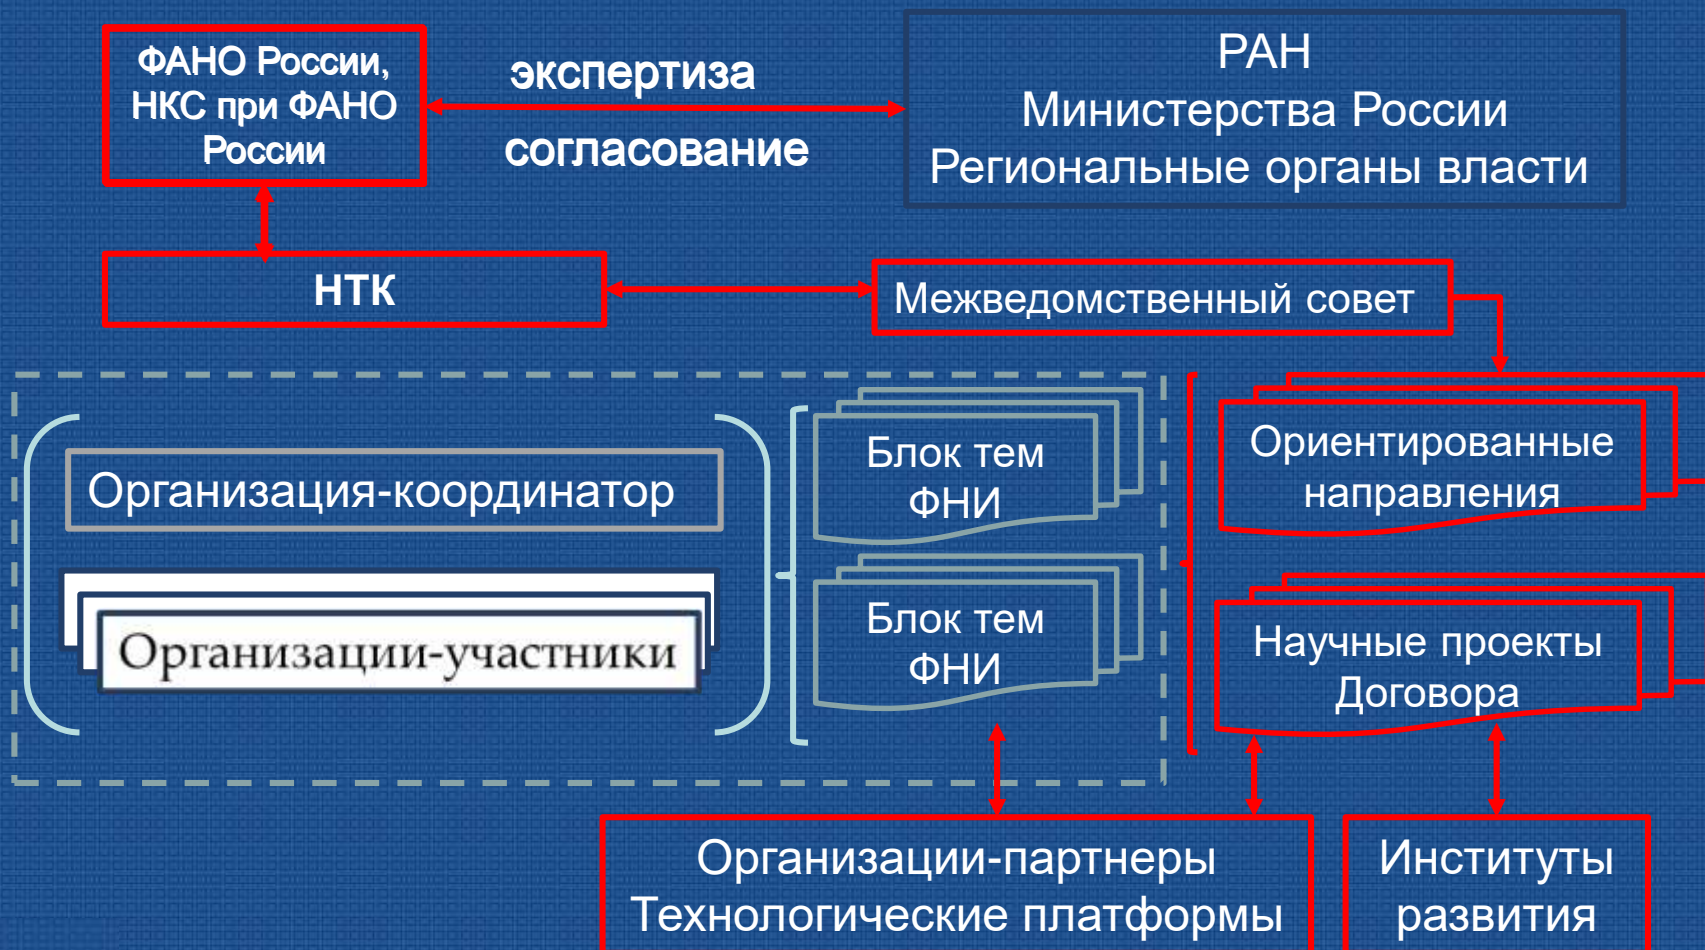 ФАНО России,
НКС при ФАНО
России
экспертиза
согласование
РАН
Министерства России
Региональные органы власти
НТК
Межведомственный совет
Организация-координатор
Организации-участники
Блок тем
ФНИ
Блок тем
ФНИ
Ориентированные
направления
Научные проекты
Договора
Организации-партнеры
Технологические платформы
Институты
развития